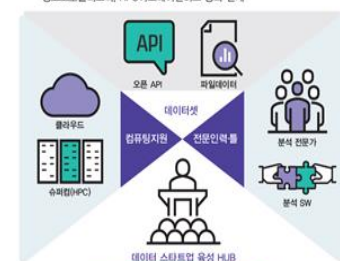 API
오픈 API
파일데이터
데이터셋
클라우드
컴퓨팅지원
전문인력·툴
분석 전문가
슈퍼컴(HPC)
분석 SW
데이터 스타트업 육성 HUB